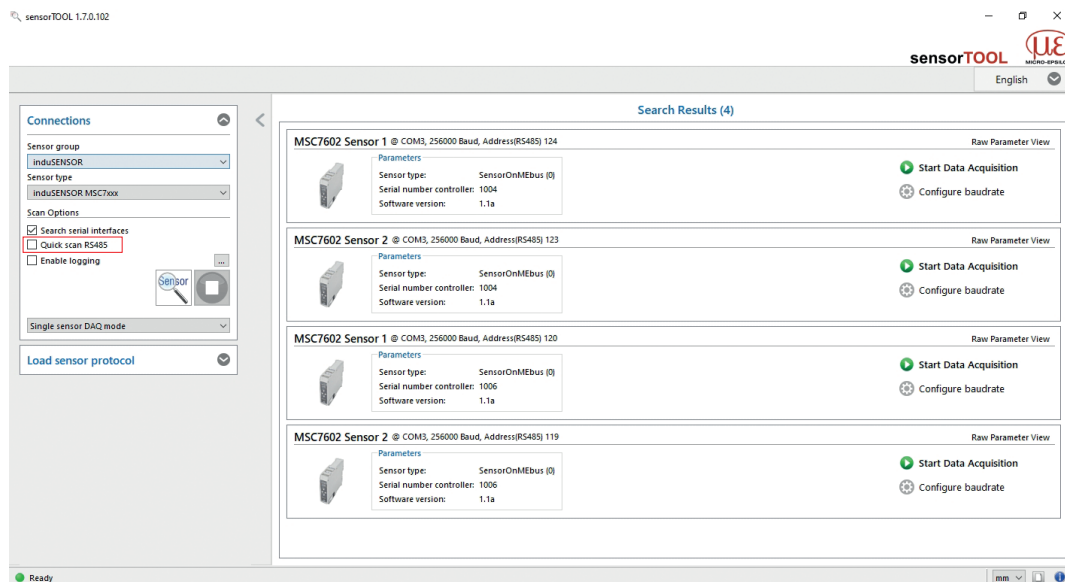 sensorTOOL 1.7.0.102
sensorTOOL
με
MICRO-EPSILON
English
Connections
Sensor group
induSENSOR
Sensor type
induSENSOR MSC7xxx
Scan Options
Search serial interfaces
Quick scan RS485
Enable logging
...
Sensor
Single sensor DAQ mode
Load sensor protocol
Search Results (4)
MSC7602 Sensor 1 @ COM3, 256000 Baud, Address(RS485) 124
Raw Parameter View
Parameters
Sensor type: SensorOnMEbus (0)
Serial number controller: 1004
Software version: 1.1a
Start Data Acquisition
Configure baudrate
MSC7602 Sensor 2 @ COM3, 256000 Baud, Address(RS485) 123
Raw Parameter View
Parameters
Sensor type: SensorOnMEbus (0)
Serial number controller: 1004
Software version: 1.1a
Start Data Acquisition
Configure baudrate
MSC7602 Sensor 1 @ COM3, 256000 Baud, Address(RS485) 120
Raw Parameter View
Parameters
Sensor type: SensorOnMEbus (0)
Serial number controller: 1006
Software version: 1.1a
Start Data Acquisition
Configure baudrate
MSC7602 Sensor 2 @ COM3, 256000 Baud, Address(RS485) 119
Raw Parameter View
Parameters
Sensor type: SensorOnMEbus (0)
Serial number controller: 1006
Software version: 1.1a
Start Data Acquisition
Configure baudrate
Ready
mm